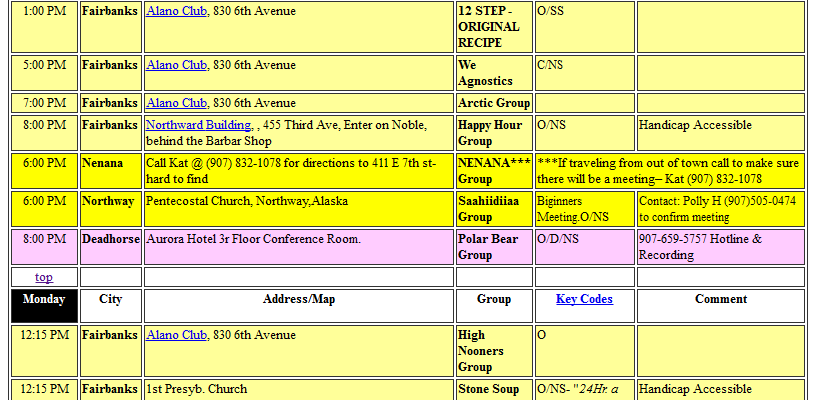 1:00 PM Fairbanks Alano Club, 830 6th Avenue 12 STEP - O/SS
ORIGINAL
RECIPE
5:00 PM Fairbanks Alano Club, 830 6th Avenue We C/NS
Agnostics
7:00 PM Fairbanks Alano Club, 830 6th Avenue Arctic Group
8:00 PM Fairbanks Northward Building, , 455 Third Ave, Enter on Noble, Happy Hour O/NS Handicap Accessible
behind the Barbar Shop Group
6:00 PM Nenana Call Kat @ (907) 832-1078 for directions to 411 E 7th st- NENANA*** ***If traveling from out of town call to make sure
hard to find Group there will be a meeting– Kat (907) 832-1078
6:00 PM Northway Pentecostal Church, Northway,Alaska Saahiidiiaa Biginners Contact: Polly H (907)505-0474
Group Meeting.O/NS to confirm meeting
8:00 PM Deadhorse Aurora Hotel 3r Floor Conference Room. Polar Bear O/D/NS 907-659-5757 Hotline &
Group Recording
top
Monday City Address/Map Group Key Codes Comment
12:15 PM Fairbanks Alano Club, 830 6th Avenue High O
Nooners
Group
12:15 PM Fairbanks 1st Presyb. Church Stone Soup O/NS- "24Hr. a Handicap Accessible